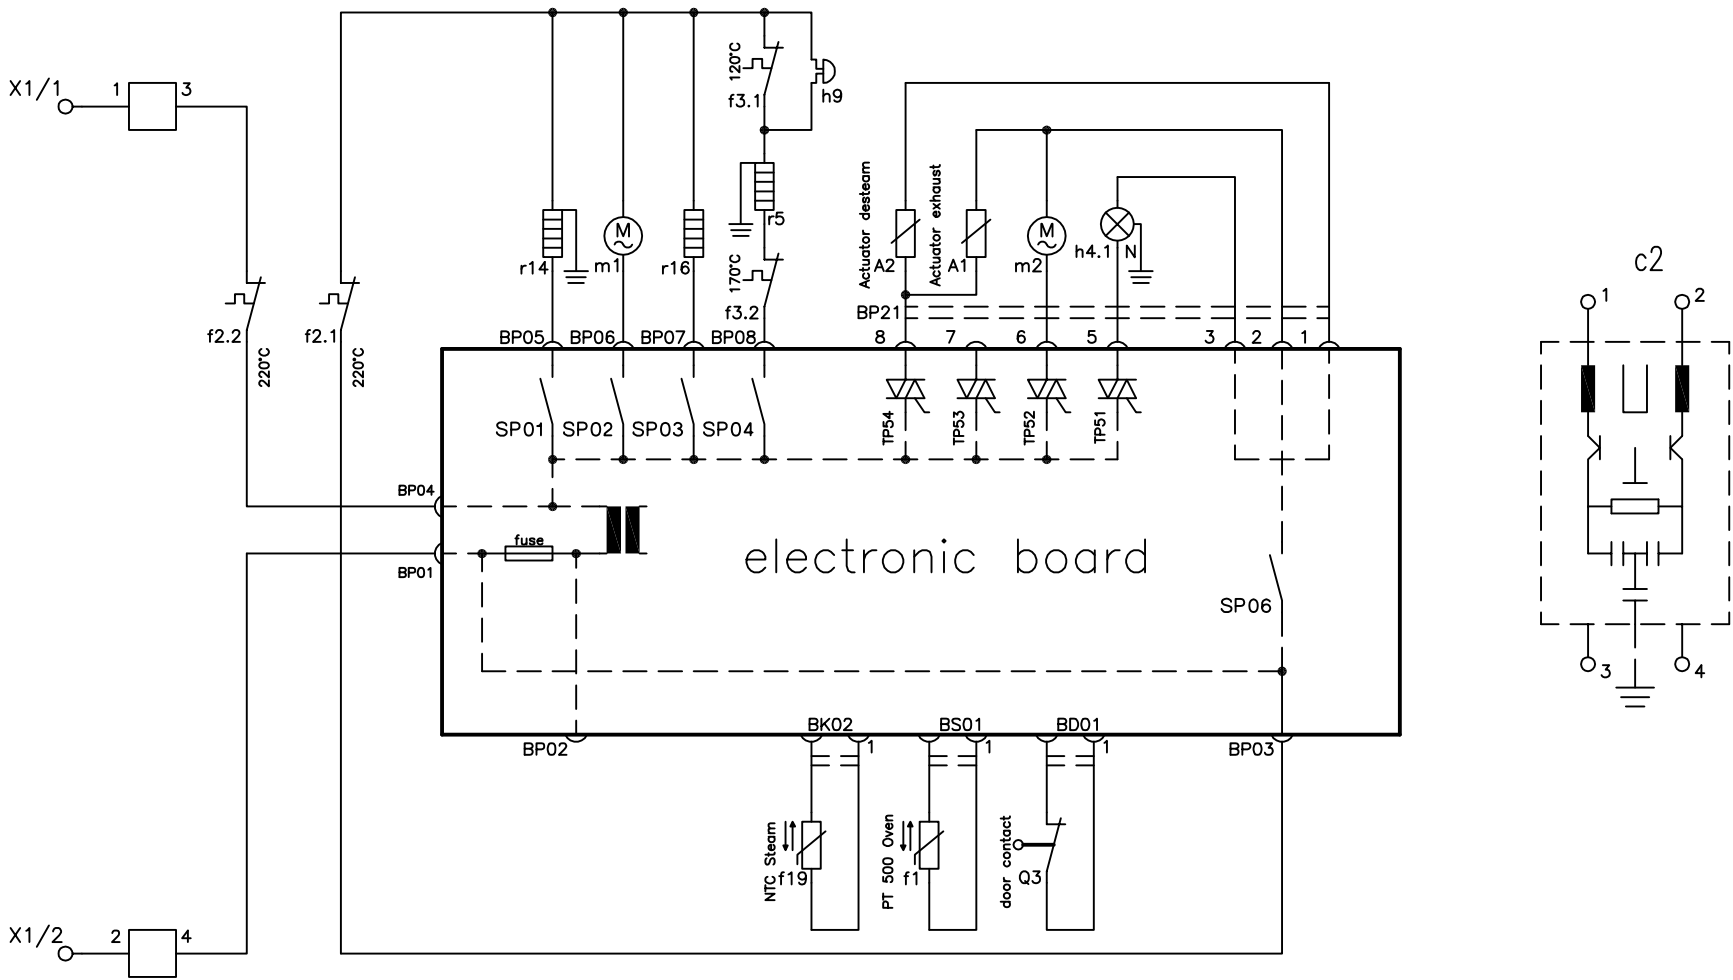 120°C
f3.1
h9
X1/1
1
3
Actuator desteam
Actuator exhaust
r5
r14
m1
r16
170°C
f3.2
A2
A1
m2
h4.1
N
c2
1
2
f2.2
220°C
f2.1
220°C
BP21
BP05
BP06
BP07
BP08
8
7
6
5
3
2
1
SP01
SP02
SP03
SP04
TP54
TP53
TP52
TP51
BP04
fuse
BP01
electronic board
SP06
3
4
BP02
BK02
1
BS01
1
BD01
1
BP03
NTC Steam
f19
PT 500 Oven
f1
door contact
Q3
X1/2
2
4
M
M
M